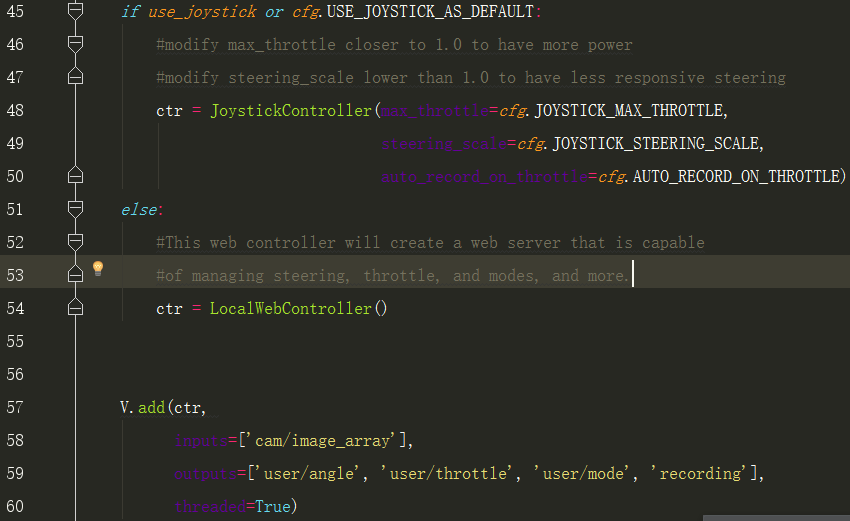 45 if use_joystick or cfg.USE_JOYSTICK_AS_DEFAULT:
46 #modify max_throttle closer to 1.0 to have more power
47 #modify steering_scale lower than 1.0 to have less responsive steering
48 ctr = JoystickController(max_throttle=cfg.JOYSTICK_MAX_THROTTLE,
49 steering_scale=cfg.JOYSTICK_STEERING_SCALE,
50 auto_record_on_throttle=cfg.AUTO_RECORD_ON_THROTTLE)
51 else:
52 #This web controller will create a web server that is capable
53 #of managing steering, throttle, and modes, and more.
54 ctr = LocalWebController()
55
56
57 V.add(ctr,
58 inputs=['cam/image_array'],
59 outputs=['user/angle', 'user/throttle', 'user/mode', 'recording'],
60 threaded=True)